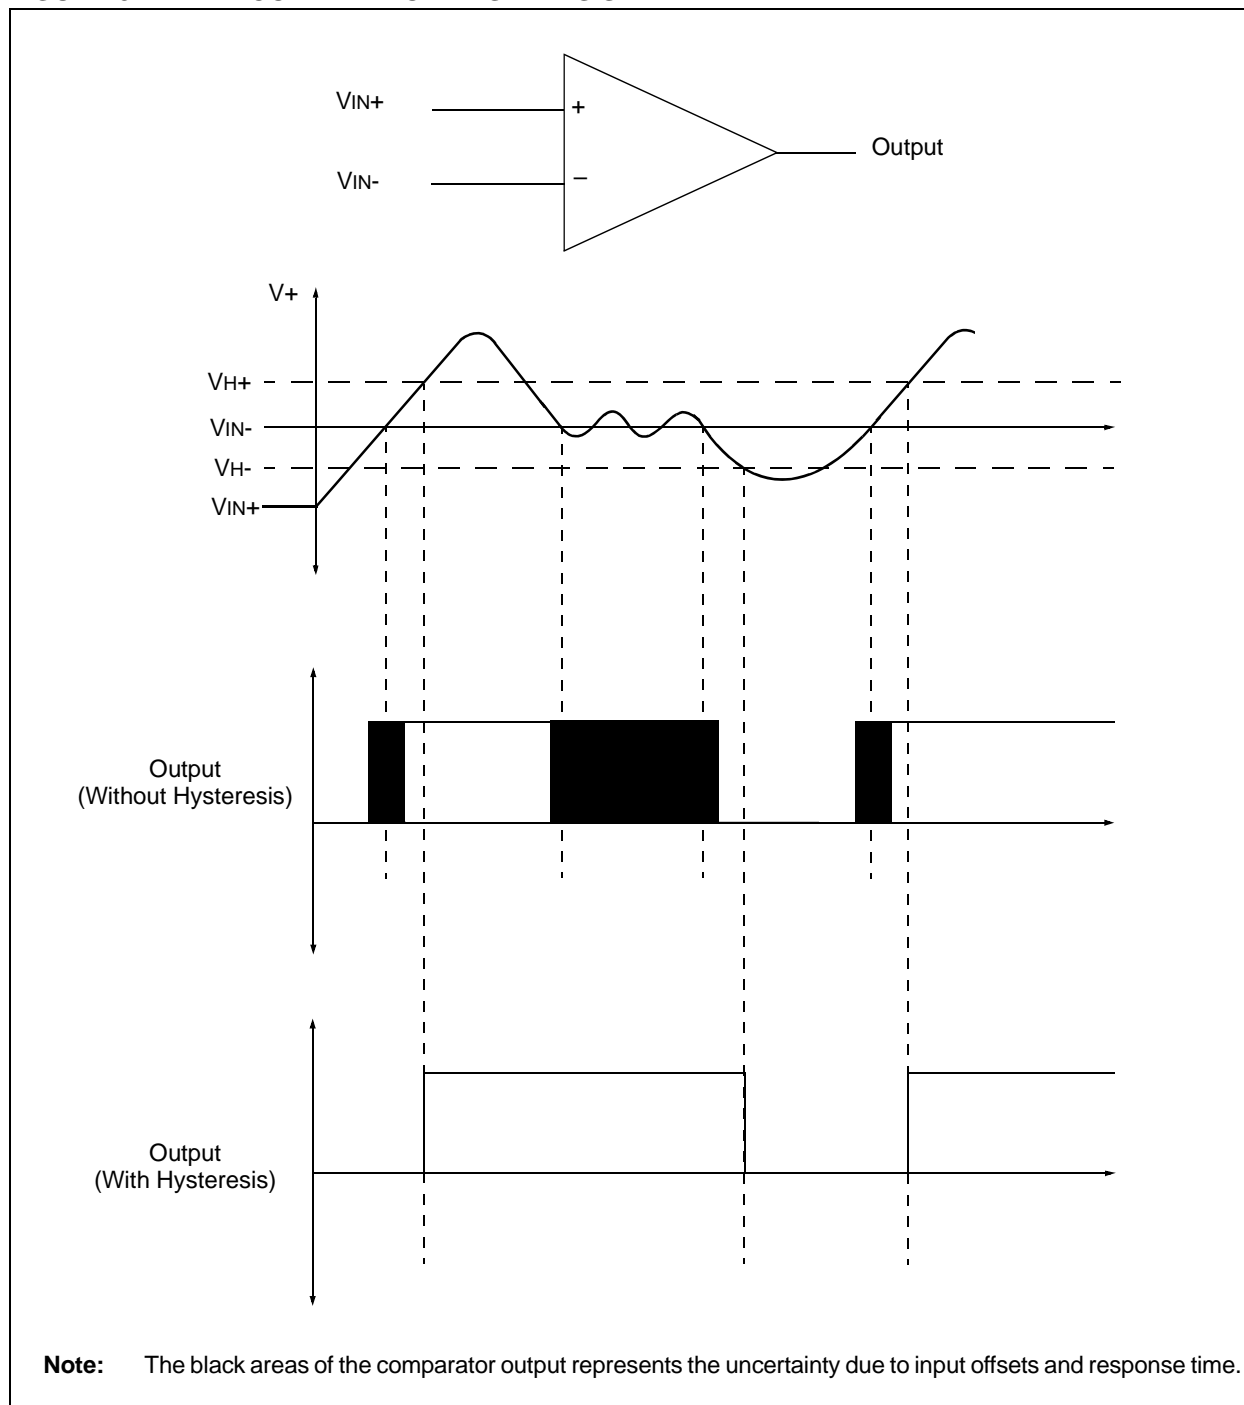 VIN+
+
Output
VIN-
–
V+
VH+
VIN-
VH-
VIN+
Output
(Without Hysteresis)
Output
(With Hysteresis)
Note: The black areas of the comparator output represents the uncertainty due to input offsets and response time.